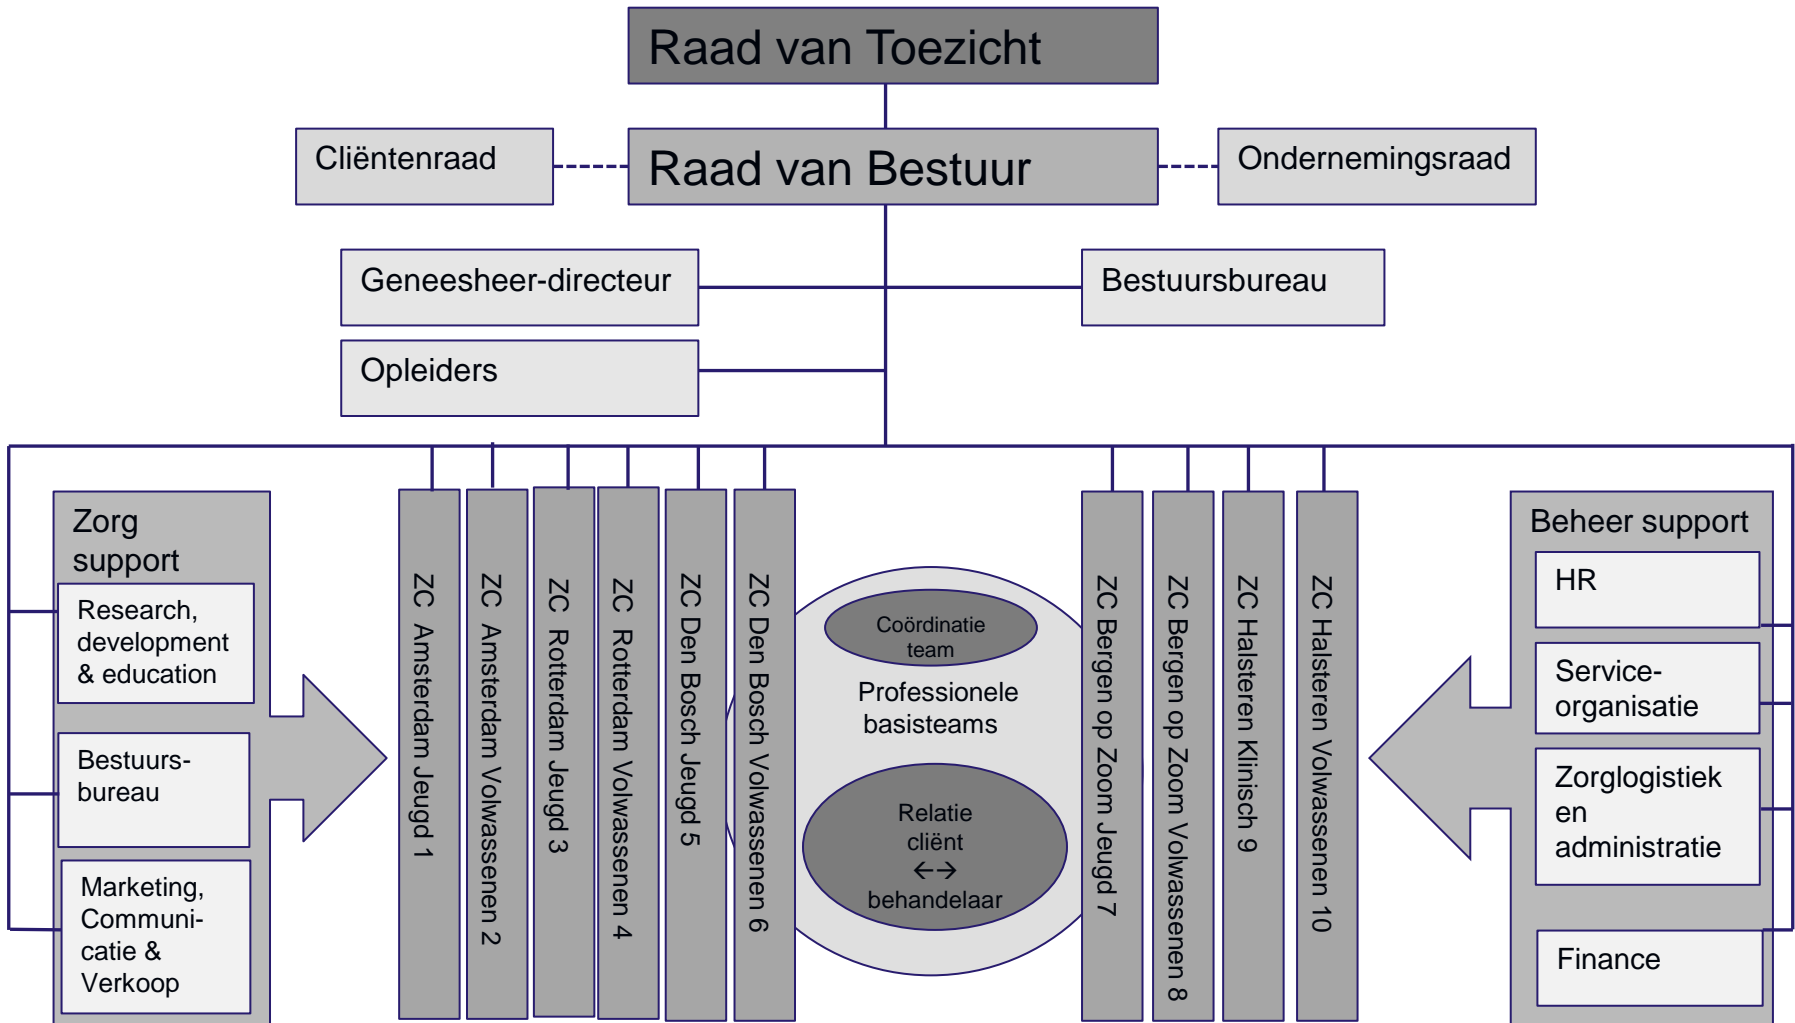 Raad van Toezicht
Cliëntenraad
Raad van Bestuur
Ondernemingsraad
Geneesheer-directeur
Bestuursbureau
Opleiders
Zorg
support
Research,
development
& education
Bestuurs-
bureau
Marketing,
Communi-
catie &
Verkoop
ZC Amsterdam Jeugd 1
ZC Amsterdam Volwassenen 2
ZC Rotterdam Jeugd 3
ZC Rotterdam Volwassenen 4
ZC Den Bosch Jeugd 5
ZC Den Bosch Volwassenen 6
Coördinatie
team
Professionele
basisteams
Relatie
cliënt
←→
behandelaar
ZC Bergen op Zoom Jeugd 7
ZC Bergen op Zoom Volwassenen 8
ZC Halsteren Klinisch 9
ZC Halsteren Volwassenen 10
Beheer support
HR
Service-
organisatie
Zorglogistiek
en
administratie
Finance